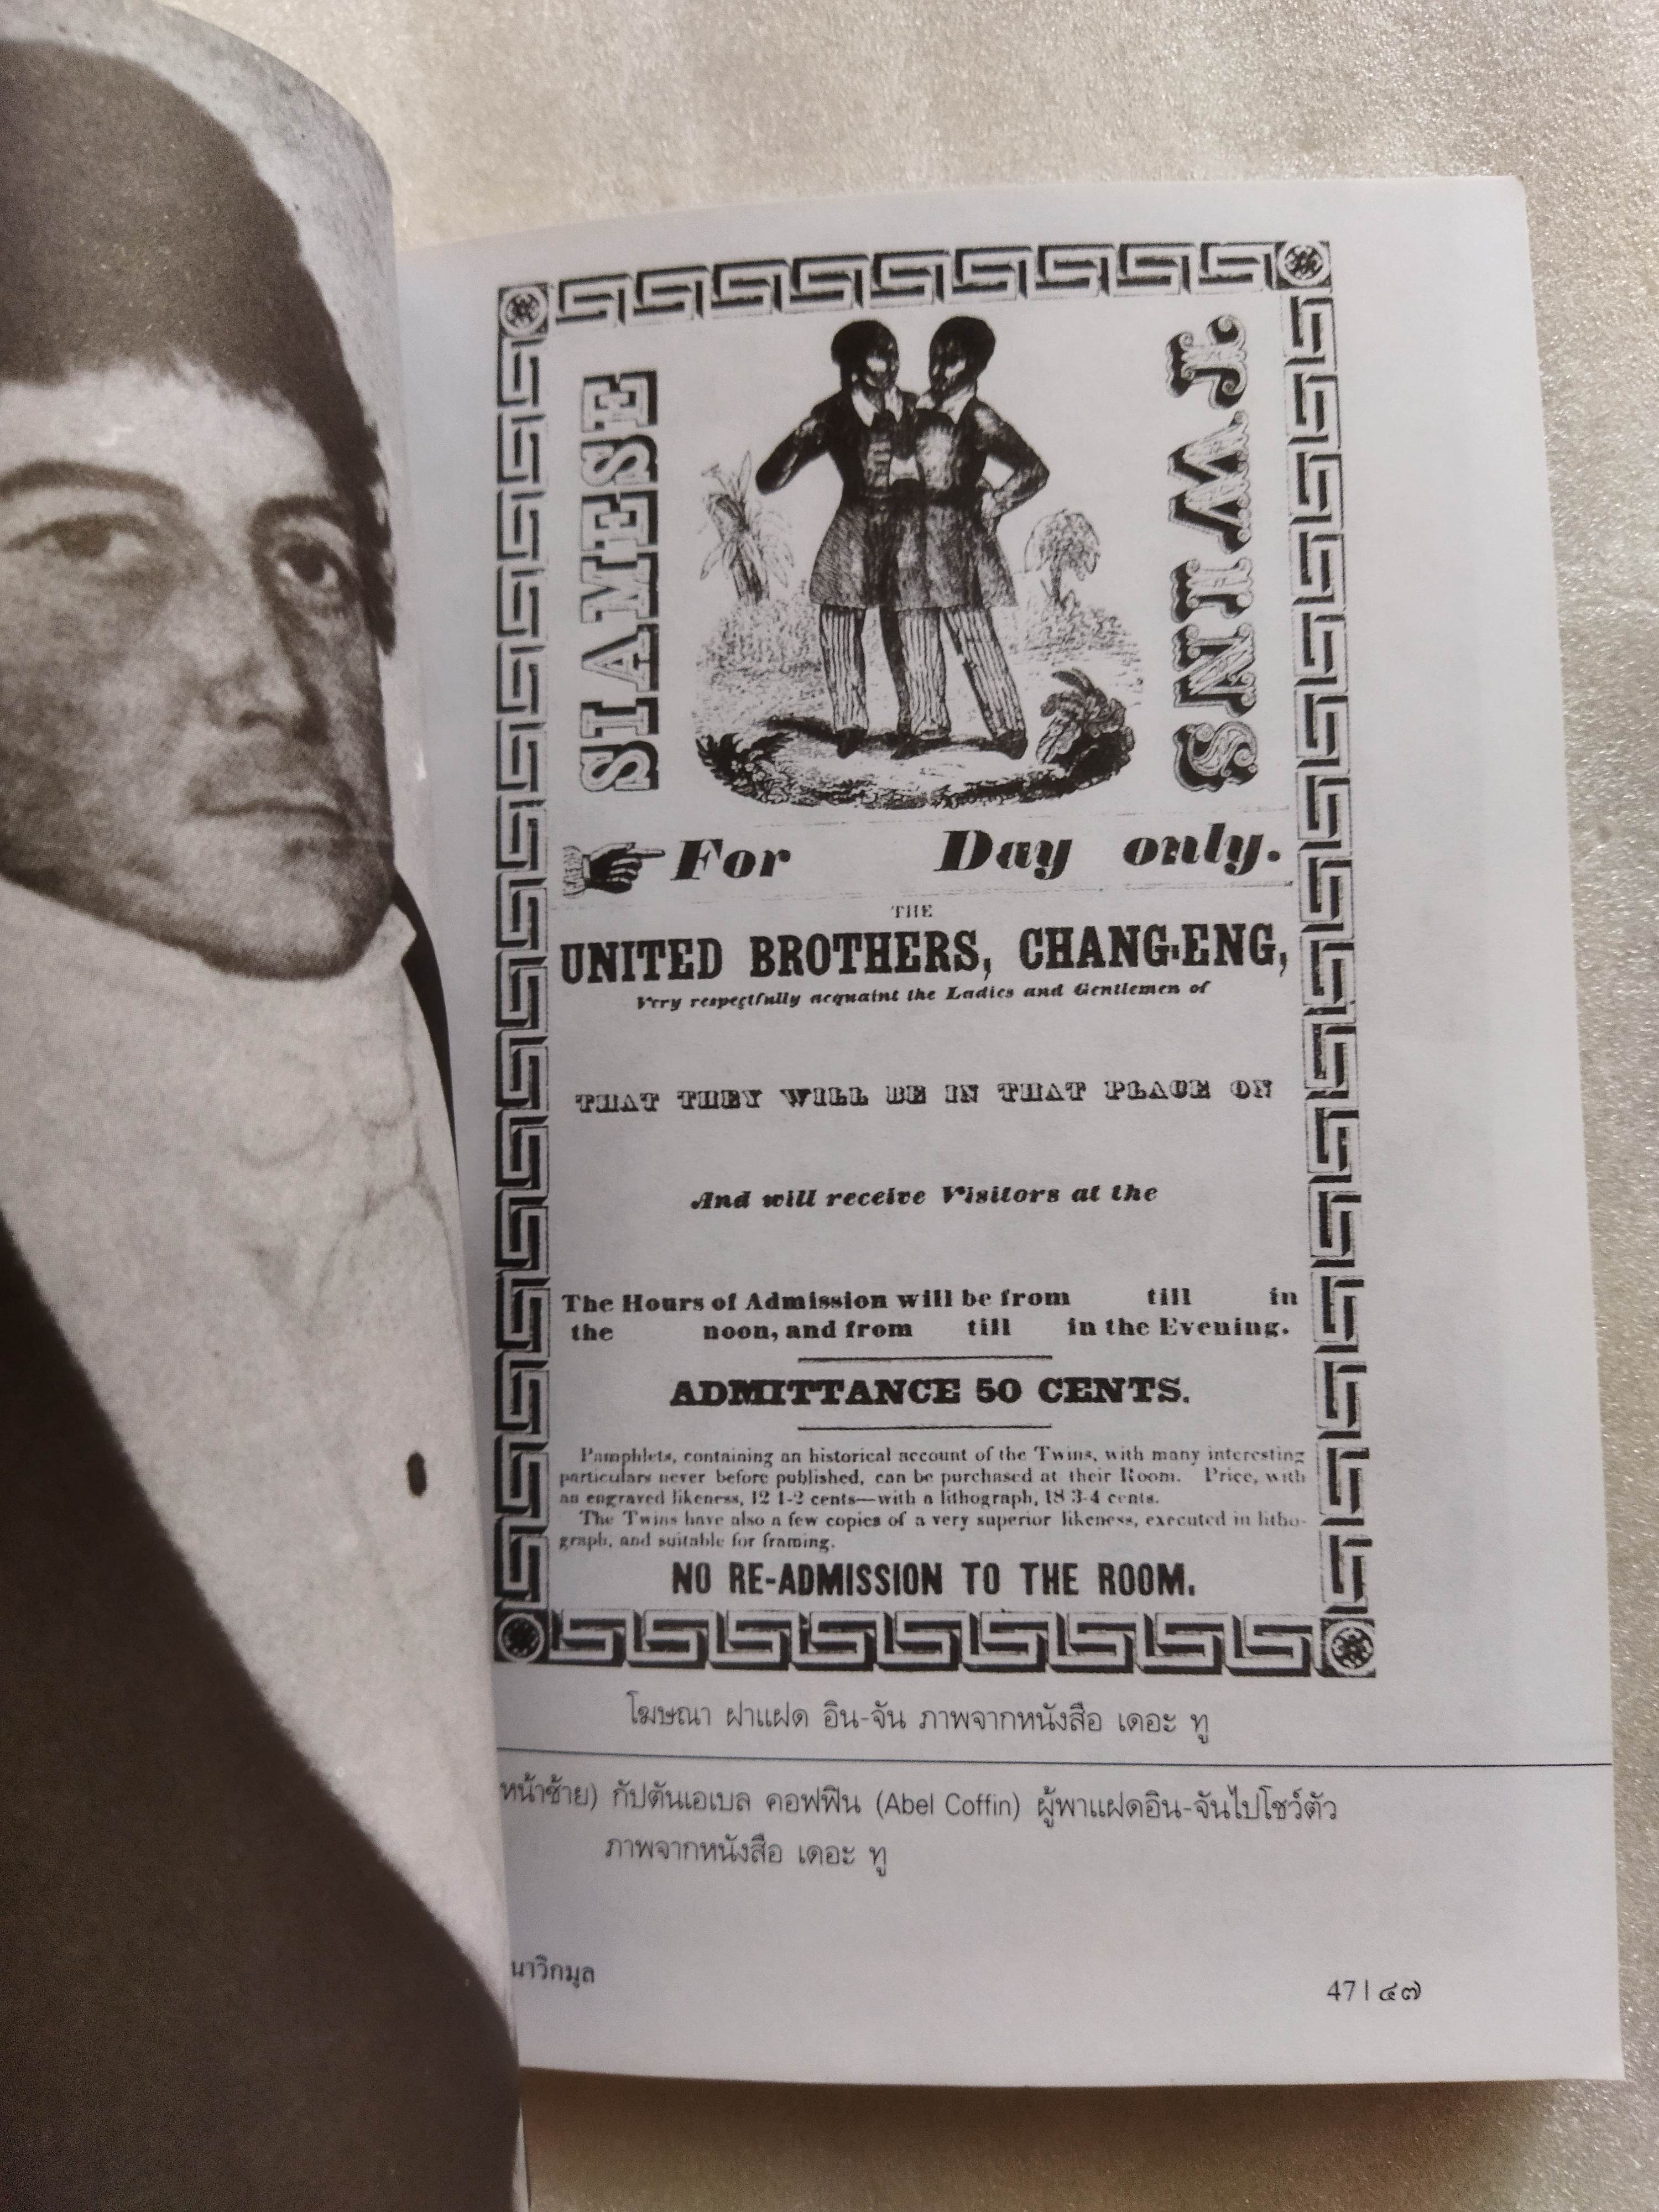 SIAMESE
TWINS
For Day only.
THE
UNITED BROTHERS, CHANG-ENG,
Very respectfully acquaint the Ladies and Gentlemen of
THAT THEY WILL BE IN THAT PLACE ON
And will receive Visitors at the
The Hours of Admission will be from till in
the noon, and from till in the Evening.
ADMITTANCE 50 CENTS.
Pamphlets, containing an historical account of the Twins, with many interesting
particulars never before published, can be purchased at their Room. Price, with
an engraved likeness, 12 1-2 cents—with a lithograph, 18 3-4 cents.
The Twins have also a few copies of a very superior likeness, executed in litho-
graph, and suitable for framing.
NO RE-ADMISSION TO THE ROOM.
โฆษณา ฝาแฝด อิน-จัน ภาพจากหนังสือ เดอะ ทู
หน้าซ้าย) กัปตันเอเบล คอฟฟิน (Abel Coffin) ผู้พาแฝดอิน-จันไปโชว์ตัว
ภาพจากหนังสือ เดอะ ทู
นาวิกมูล
47 | ๔๗